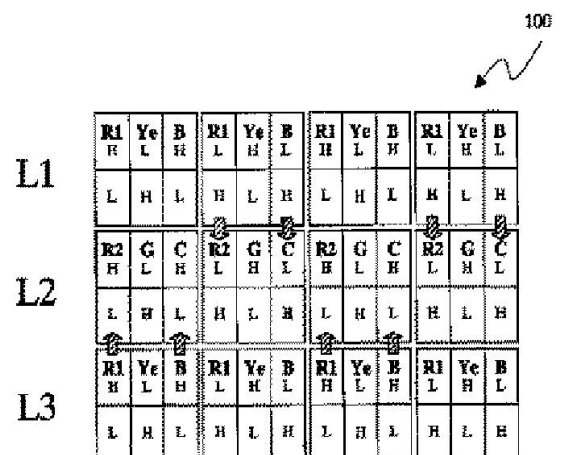 100
R1 Ye B R1 Ye B R1 Ye B R1 Ye B
H L H L H L H L H L H L
L1
L H L H L H L H L H L H
R2 G C R2 G C R2 G C R2 G C
H L H L H L H L H L H L
L2
L H L H L H L H L H L H
R1 Ye B R1 Ye B R1 Ye B R1 Ye B
H L H L H L H L H L H L
L3
L H L H L H L H L H L H